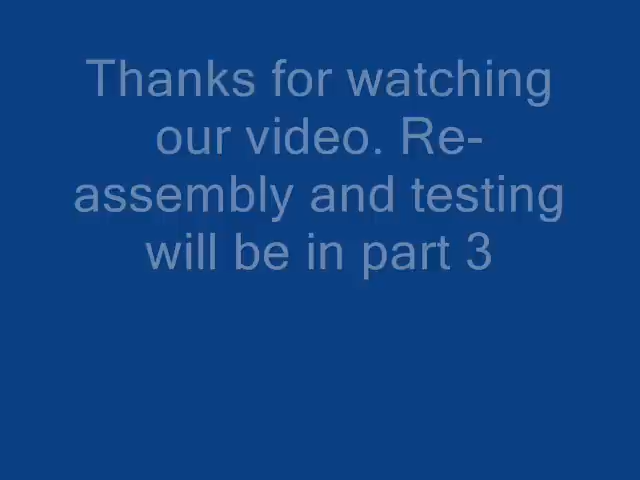 Thanks for watching
our video. Re-
assembly and testing
will be in part 3